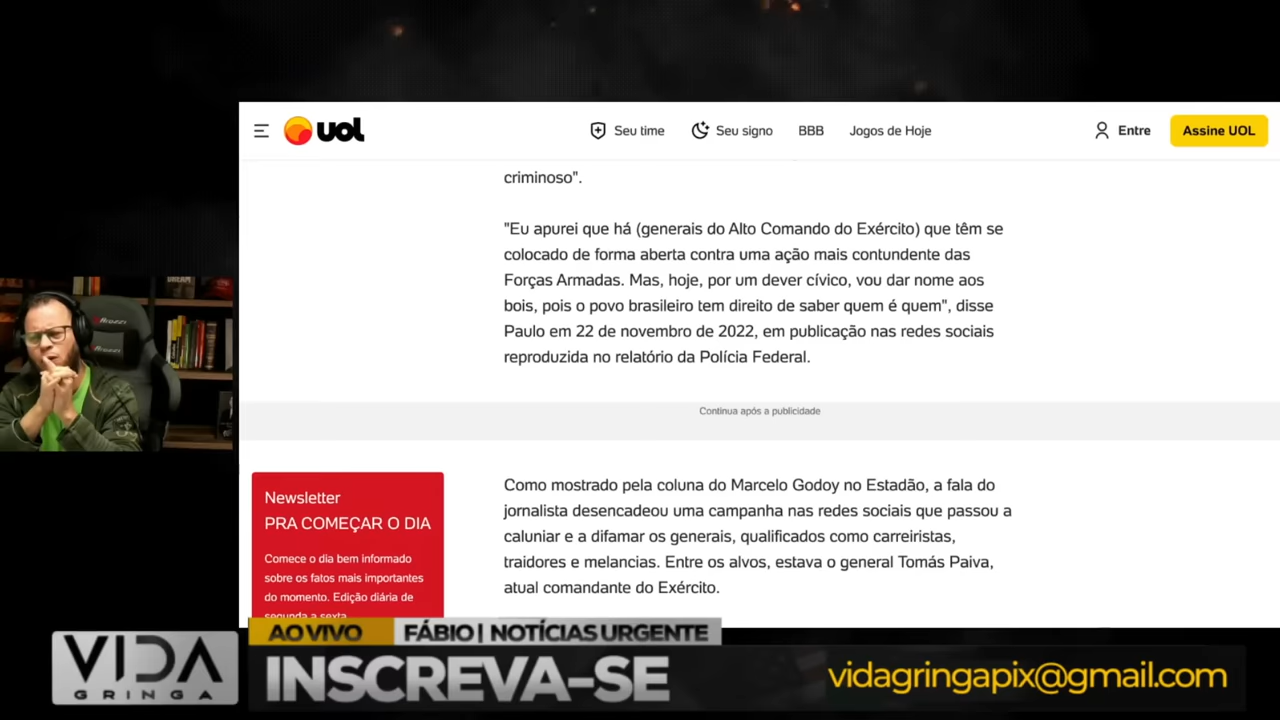 uol
Seu time
Seu signo
BBB
Jogos de Hoje
Entre
Assine UOL
criminoso".
"Eu apurei que há (generais do Alto Comando do Exército) que têm se
colocado de forma aberta contra uma ação mais contundente das
Forças Armadas. Mas, hoje, por um dever cívico, vou dar nome aos
bois, pois o povo brasileiro tem direito de saber quem é quem", disse
Paulo em 22 de novembro de 2022, em publicação nas redes sociais
reproduzida no relatório da Polícia Federal.
Continua após a publicidade
Newsletter
PRA COMEÇAR O DIA
Comece o dia bem informado
sobre os fatos mais importantes
do momento. Edição diária de
segunda a sexta
Como mostrado pela coluna do Marcelo Godoy no Estadão, a fala do
jornalista desencadeou uma campanha nas redes sociais que passou a
caluniar e a difamar os generais, qualificados como carreiristas,
traidores e melancias. Entre os alvos, estava o general Tomás Paiva,
atual comandante do Exército.
AO VIVO
FÁBIO | NOTÍCIAS URGENTE
VIDA
GRINGA
INSCREVA-SE
vidagringapix@gmail.com